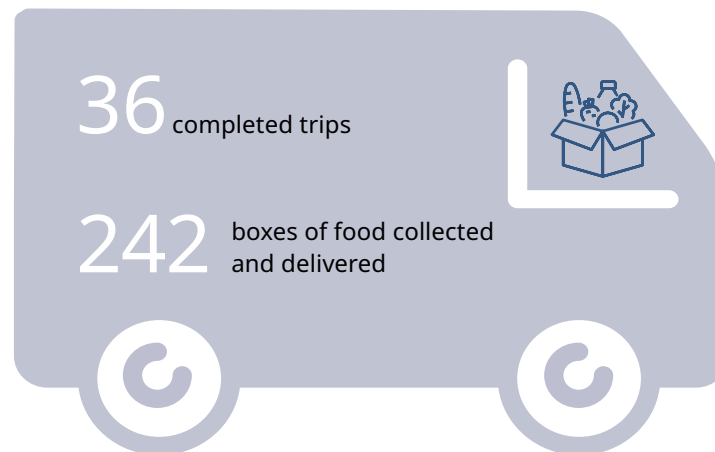 36 completed trips
242 boxes of food collected
and delivered